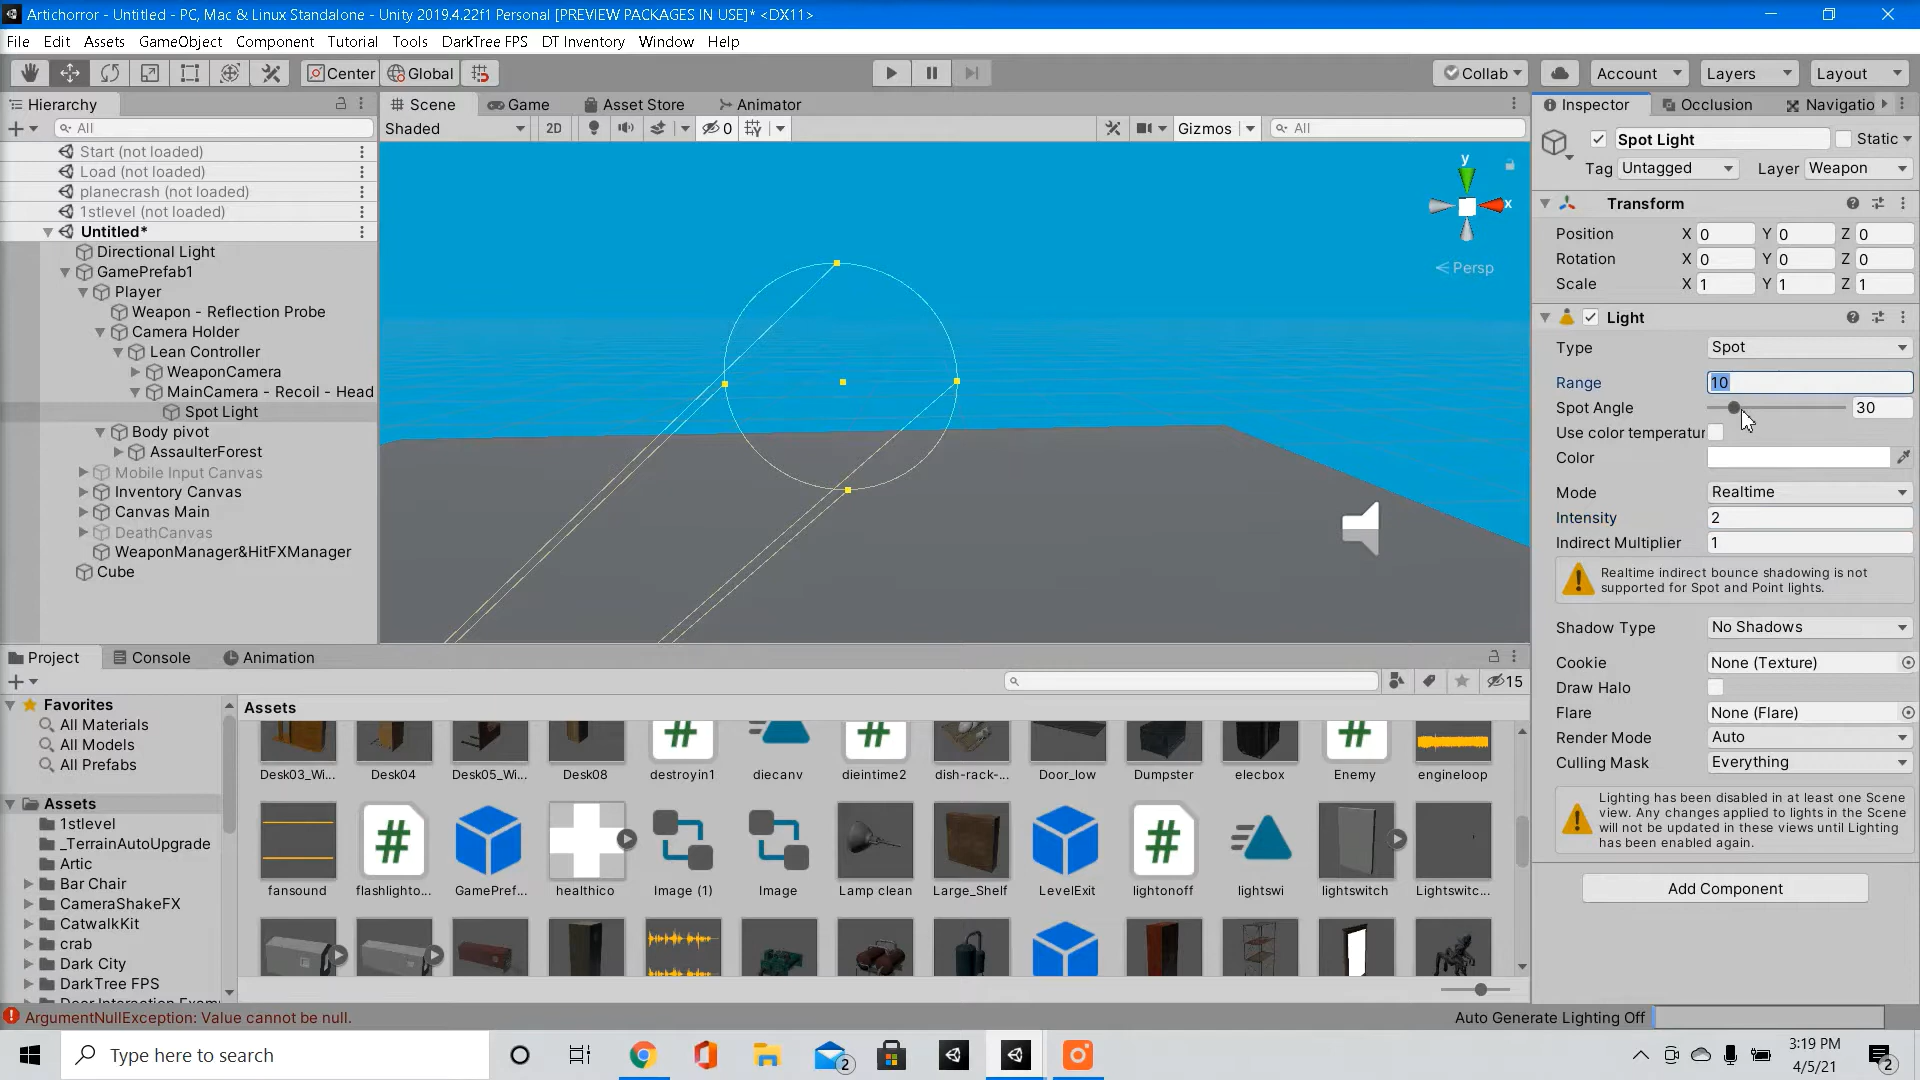 Artichorror - Untitled - PC, Mac & Linux Standalone - Unity 2019.4.22f1 Personal [PREVIEW PACKAGES IN USE]* <DX11>
File Edit Assets GameObject Component Tutorial Tools DarkTree FPS DT Inventory Window Help
Center Global Collab Account Layers Layout
Hierarchy
All
Start (not loaded)
Load (not loaded)
planecrash (not loaded)
1stlevel (not loaded)
Untitled*
Directional Light
GamePrefab1
Player
Weapon - Reflection Probe
Camera Holder
Lean Controller
WeaponCamera
MainCamera - Recoil - Head
Spot Light
Body pivot
AssaulterForest
Mobile Input Canvas
Inventory Canvas
Canvas Main
DeathCanvas
WeaponManager&HitFXManager
Cube
Scene Game Asset Store Animator
Shaded 2D 0 Gizmos All
y
x
Persp
Inspector Occlusion Navigatio
Spot Light Static
Tag Untagged Layer Weapon
Transform
Position X 0 Y 0 Z 0
Rotation X 0 Y 0 Z 0
Scale X 1 Y 1 Z 1
Light
Type Spot
Range 10
Spot Angle 30
Use color temperatur
Color
Mode Realtime
Intensity 2
Indirect Multiplier 1
Realtime indirect bounce shadowing is not
supported for Spot and Point lights.
Shadow Type No Shadows
Cookie None (Texture)
Draw Halo
Flare None (Flare)
Render Mode Auto
Culling Mask Everything
Lighting has been disabled in at least one Scene
view. Any changes applied to lights in the Scene
will not be updated in these views until Lighting
has been enabled again.
Add Component
Project Console Animation
15
Favorites
All Materials
All Models
All Prefabs
Assets
1stlevel
_TerrainAutoUpgrade
Artic
Bar Chair
CameraShakeFX
CatwalkKit
crab
Dark City
DarkTree FPS
Assets
Desk03_Wi... Desk04 Desk05_Wi... Desk08 destroyin1 diecanv dieintime2 dish-rack-... Door_low Dumpster elecbox Enemy engineloop
fansound flashlighto... GamePref... healthico Image (1) Image Lamp clean Large_Shelf LevelExit lightonoff lightswi lightswitch Lightswitc...
ArgumentNullException: Value cannot be null.
Auto Generate Lighting Off
Type here to search
2
3:19 PM
4/5/21
2